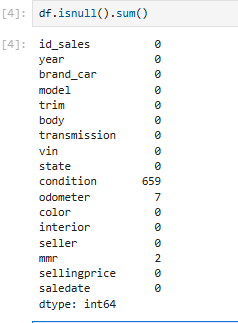 [4]: df.isnull().sum()
[4]: id_sales 0
year 0
brand_car 0
model 0
trim 0
body 0
transmission 0
vin 0
state 0
condition 659
odometer 7
color 0
interior 0
seller 0
mmr 2
sellingprice 0
saledate 0
dtype: int64